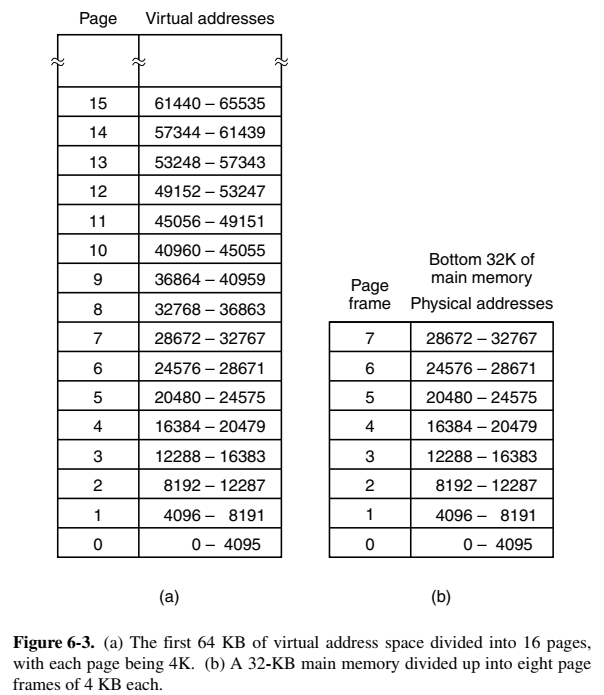 Page Virtual addresses
15 61440 – 65535
14 57344 – 61439
13 53248 – 57343
12 49152 – 53247
11 45056 – 49151
10 40960 – 45055
9 36864 – 40959
8 32768 – 36863
7 28672 – 32767
6 24576 – 28671
5 20480 – 24575
4 16384 – 20479
3 12288 – 16383
2 8192 – 12287
1 4096 – 8191
0 0 – 4095
(a)
Bottom 32K of
main memory
Page
frame
Physical addresses
7 28672 – 32767
6 24576 – 28671
5 20480 – 24575
4 16384 – 20479
3 12288 – 16383
2 8192 – 12287
1 4096 – 8191
0 0 – 4095
(b)
Figure 6-3. (a) The first 64 KB of virtual address space divided into 16 pages,
with each page being 4K. (b) A 32-KB main memory divided up into eight page
frames of 4 KB each.